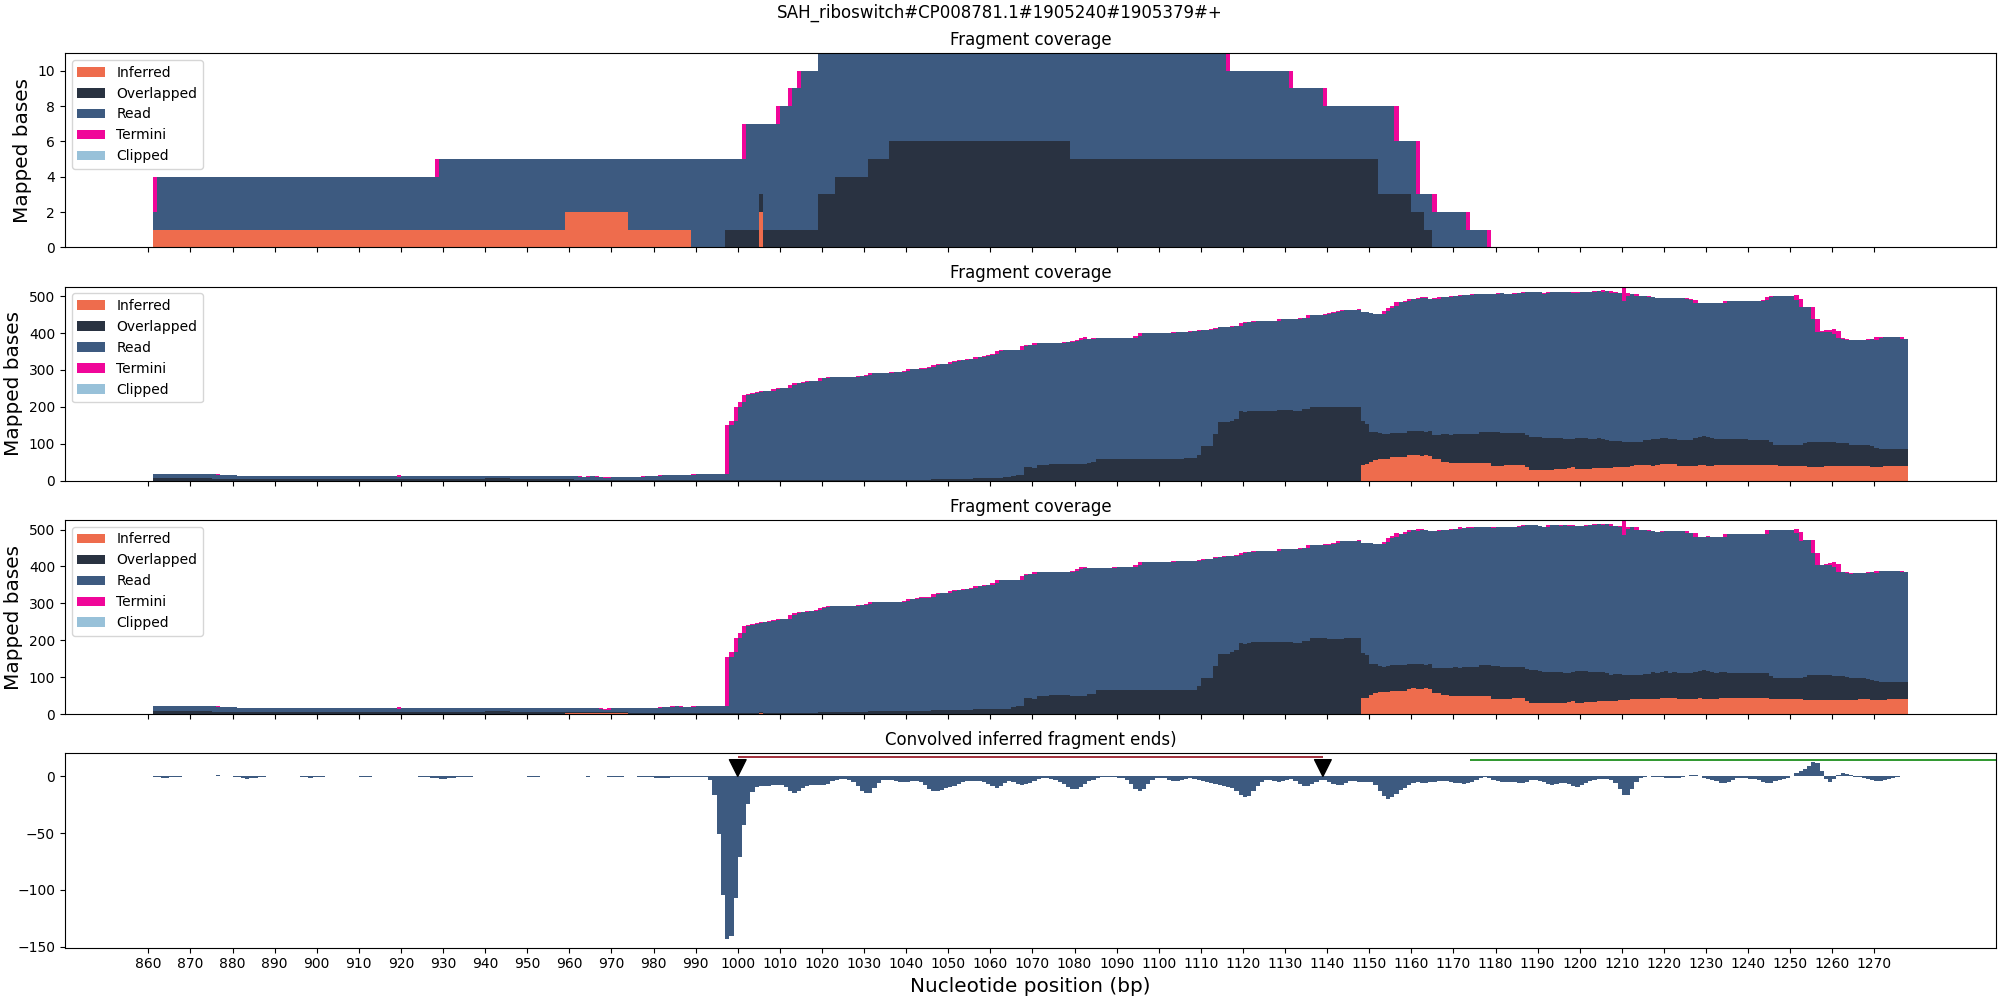 SAH_riboswitch#CP008781.1#1905240#1905379#+
Fragment coverage
Mapped bases
10
8
6
4
2
0
Inferred
Overlapped
Read
Termini
Clipped
Fragment coverage
Mapped bases
500
400
300
200
100
0
Inferred
Overlapped
Read
Termini
Clipped
Fragment coverage
Mapped bases
500
400
300
200
100
0
Inferred
Overlapped
Read
Termini
Clipped
Convolved inferred fragment ends)
0
−50
−100
−150
860 870 880 890 900 910 920 930 940 950 960 970 980 990 1000 1010 1020 1030 1040 1050 1060 1070 1080 1090 1100 1110 1120 1130 1140 1150 1160 1170 1180 1190 1200 1210 1220 1230 1240 1250 1260 1270
Nucleotide position (bp)